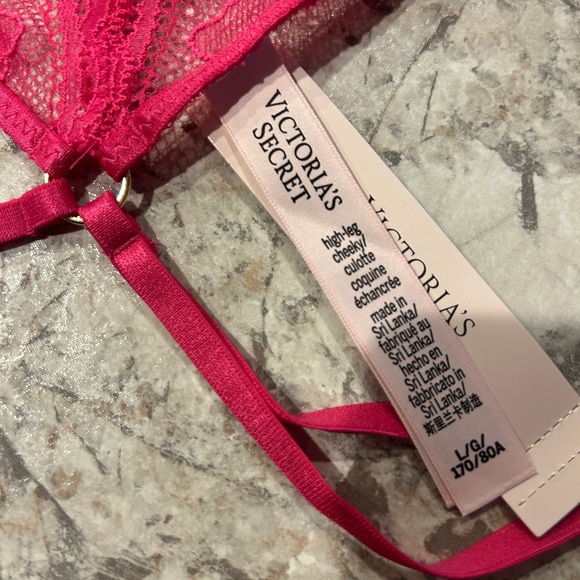 VICTORIA'S
SECRET
high-leg
cheeky/
culotte
coquine
échancrée
made in
Sri Lanka/
fabriqué au
Sri Lanka/
hecho en
Sri Lanka/
fabbricato in
Sri Lanka/
斯里兰卡制造
L/G/
170/80A
VICTORIA'S